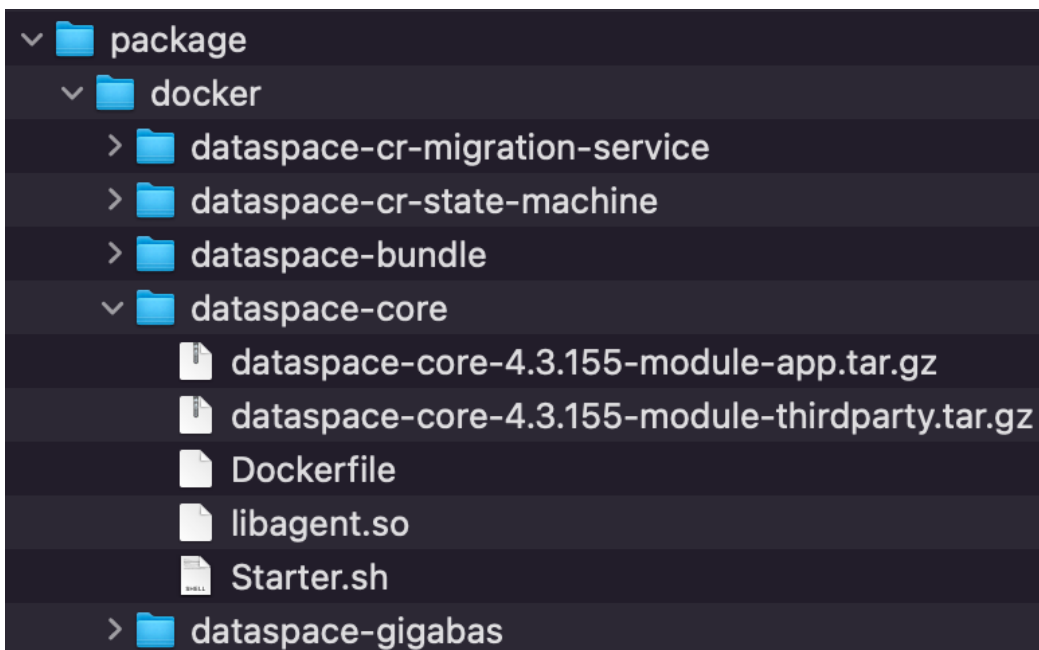 package
docker
dataspace-cr-migration-service
dataspace-cr-state-machine
dataspace-bundle
dataspace-core
dataspace-core-4.3.155-module-app.tar.gz
dataspace-core-4.3.155-module-thirdparty.tar.gz
Dockerfile
libagent.so
Starter.sh
dataspace-gigabas